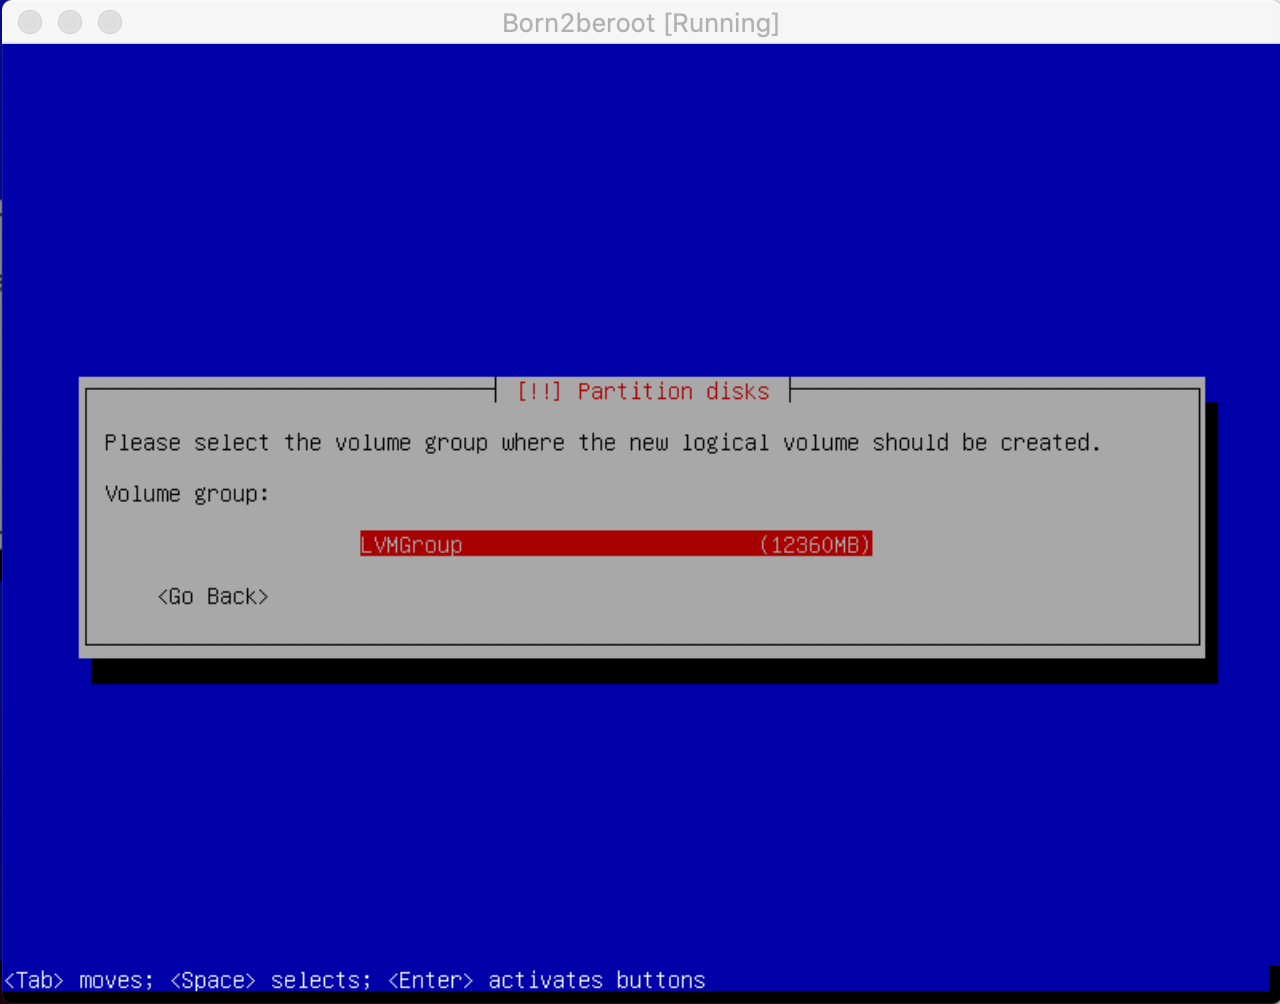 Born2beroot [Running]
[!!] Partition disks
Please select the volume group where the new logical volume should be created.
Volume group:
LVMGroup (12360MB)
<Go Back>
<Tab> moves; <Space> selects; <Enter> activates buttons